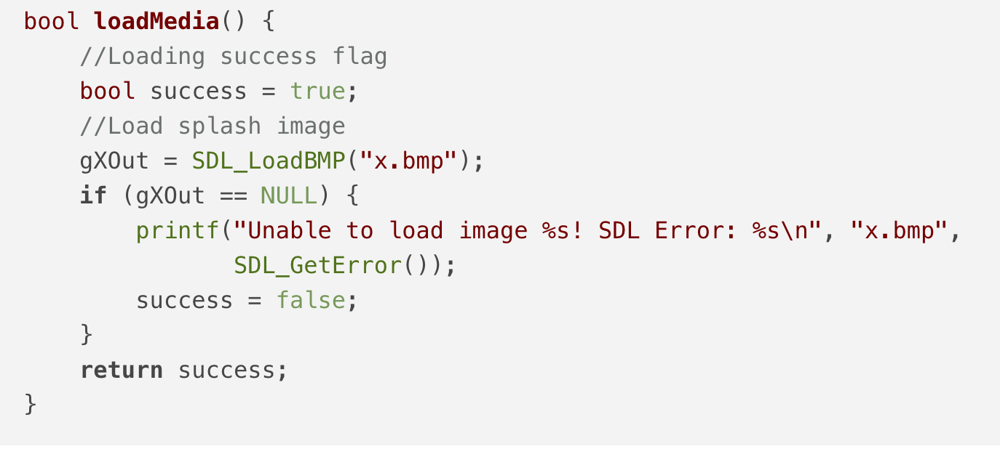 bool loadMedia() {
    //Loading success flag
    bool success = true;
    //Load splash image
    gXOut = SDL_LoadBMP("x.bmp");
    if (gXOut == NULL) {
        printf("Unable to load image %s! SDL Error: %s\n", "x.bmp",
               SDL_GetError());
        success = false;
    }
    return success;
}